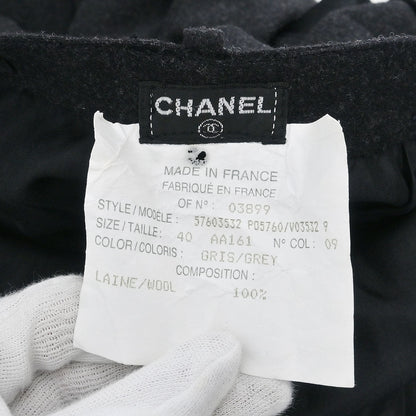 CHANEL
MADE IN FRANCE
FABRIQUÉ EN FRANCE
OF N°: 03899
STYLE/MODELE: 57603532 P05760/V03532 9
SIZE/TAILLE: 40 AA161 N° COL: 09
COLOR/COLORIS: GRIS/GREY
COMPOSITION:
LAINE/WOOL 100%